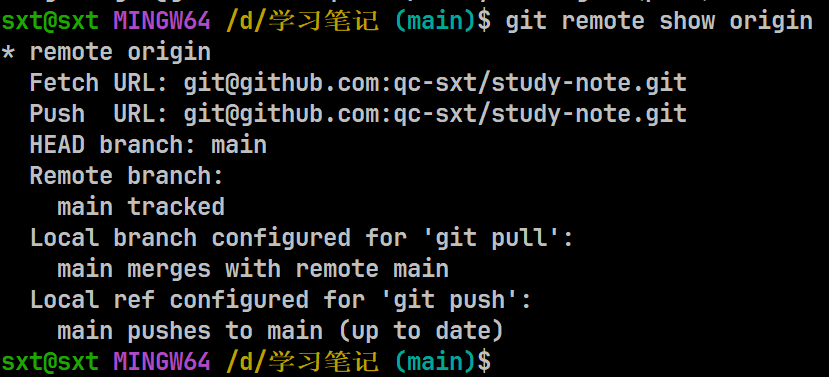 sxt@sxt MINGW64 /d/学习笔记 (main)$ git remote show origin
* remote origin
  Fetch URL: git@github.com:qc-sxt/study-note.git
  Push  URL: git@github.com:qc-sxt/study-note.git
  HEAD branch: main
  Remote branch:
    main tracked
  Local branch configured for 'git pull':
    main merges with remote main
  Local ref configured for 'git push':
    main pushes to main (up to date)
sxt@sxt MINGW64 /d/学习笔记 (main)$